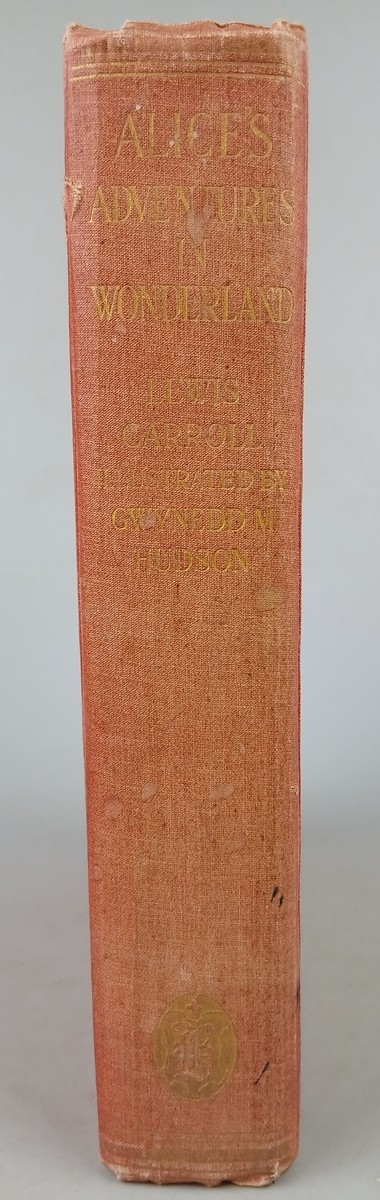 ALICE'S
ADVENTURES
IN
WONDERLAND
LEWIS
CARROLL
ILLUSTRATED BY
GWYNEDD M
HUDSON